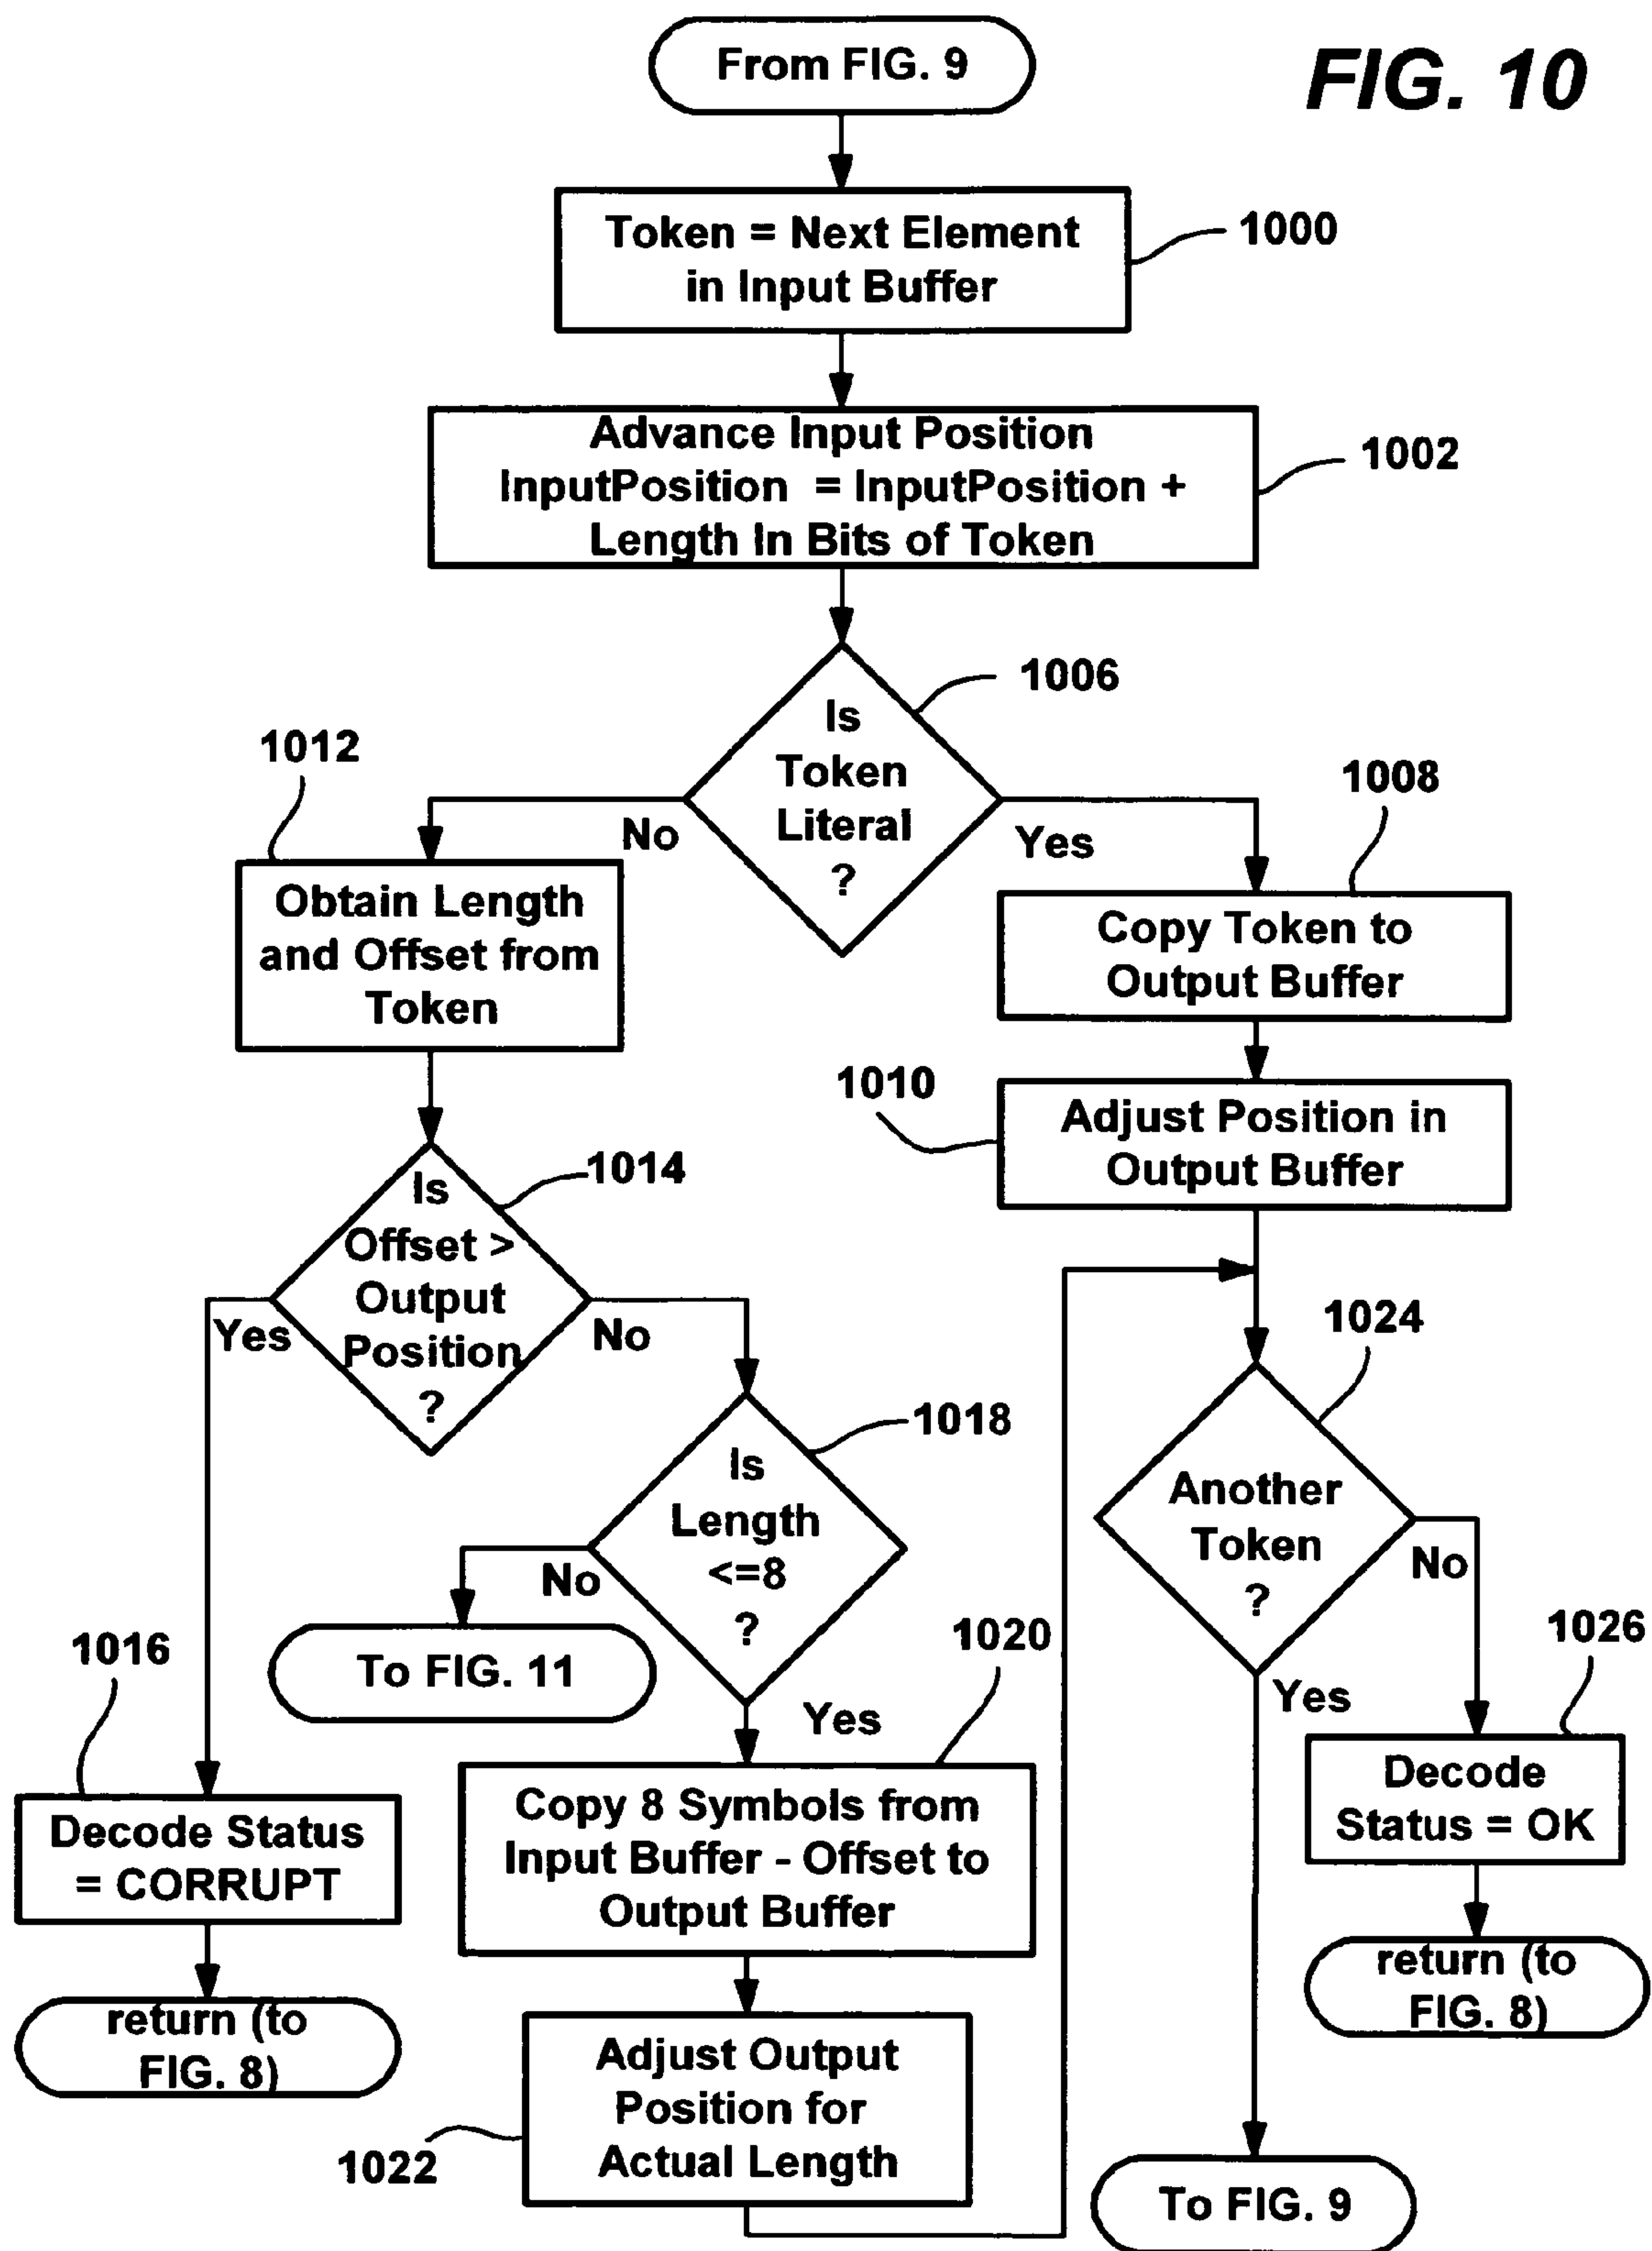 From FIG. 9
FIG. 10
Token = Next Element
in Input Buffer
1000
Advance Input Position
InputPosition = InputPosition +
Length In Bits of Token
1002
Is
Token
Literal
?
1006
No
Yes
1012
Obtain Length
and Offset from
Token
1008
Copy Token to
Output Buffer
1010
Adjust Position in
Output Buffer
1014
Is
Offset >
Output
Position
?
Yes
No
1018
Is
Length
<=8
?
No
Yes
To FIG. 11
1024
Another
Token
?
No
Yes
1016
Decode Status
= CORRUPT
return (to
FIG. 8)
1020
Copy 8 Symbols from
Input Buffer - Offset to
Output Buffer
1022
Adjust Output
Position for
Actual Length
1026
Decode
Status = OK
return (to
FIG. 8)
To FIG. 9